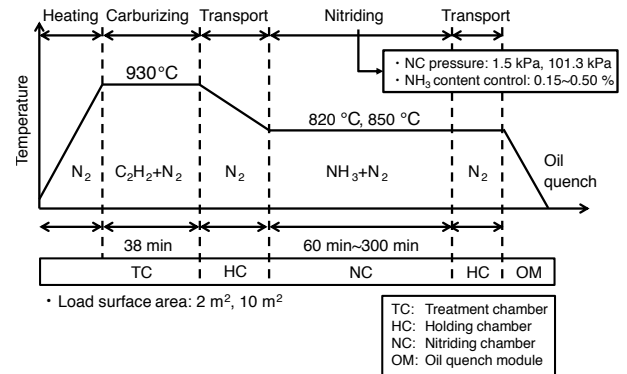 Heating Carburizing Transport Nitriding Transport
・NC pressure: 1.5 kPa, 101.3 kPa
・NH₃ content control: 0.15~0.50 %
930°C
820 °C, 850 °C
Temperature
N₂ C₂H₂+N₂ N₂ NH₃+N₂ N₂
Oil
quench
38 min 60 min~300 min
TC HC NC HC OM
・Load surface area: 2 m², 10 m²
TC: Treatment chamber
HC: Holding chamber
NC: Nitriding chamber
OM: Oil quench module